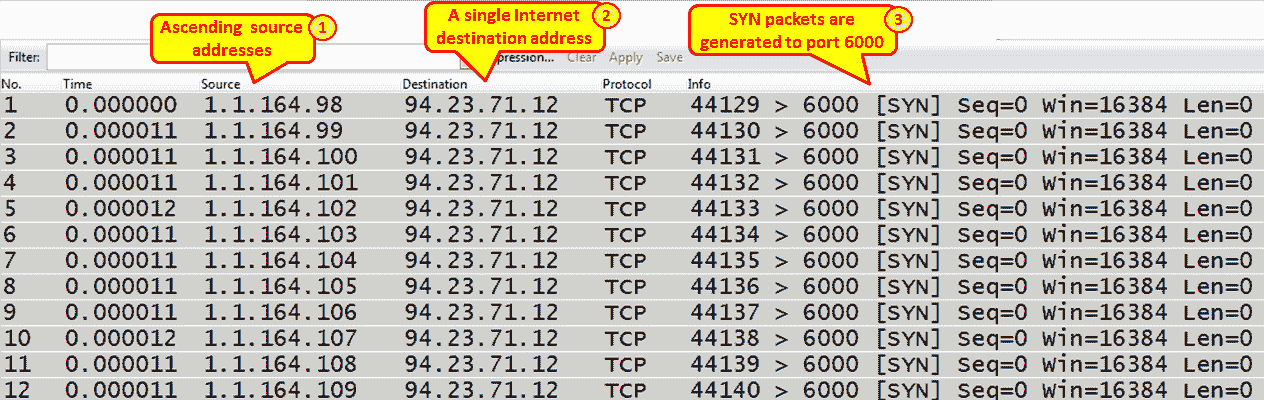 Ascending source
addresses
1
A single Internet
destination address
2
SYN packets are
generated to port 6000
3
Filter: pression... Clear Apply Save
No. Time Source Destination Protocol Info
1 0.000000 1.1.164.98 94.23.71.12 TCP 44129 > 6000 [SYN] Seq=0 Win=16384 Len=0
2 0.000011 1.1.164.99 94.23.71.12 TCP 44130 > 6000 [SYN] Seq=0 Win=16384 Len=0
3 0.000011 1.1.164.100 94.23.71.12 TCP 44131 > 6000 [SYN] Seq=0 Win=16384 Len=0
4 0.000011 1.1.164.101 94.23.71.12 TCP 44132 > 6000 [SYN] Seq=0 Win=16384 Len=0
5 0.000012 1.1.164.102 94.23.71.12 TCP 44133 > 6000 [SYN] Seq=0 Win=16384 Len=0
6 0.000011 1.1.164.103 94.23.71.12 TCP 44134 > 6000 [SYN] Seq=0 Win=16384 Len=0
7 0.000011 1.1.164.104 94.23.71.12 TCP 44135 > 6000 [SYN] Seq=0 Win=16384 Len=0
8 0.000011 1.1.164.105 94.23.71.12 TCP 44136 > 6000 [SYN] Seq=0 Win=16384 Len=0
9 0.000011 1.1.164.106 94.23.71.12 TCP 44137 > 6000 [SYN] Seq=0 Win=16384 Len=0
10 0.000012 1.1.164.107 94.23.71.12 TCP 44138 > 6000 [SYN] Seq=0 Win=16384 Len=0
11 0.000011 1.1.164.108 94.23.71.12 TCP 44139 > 6000 [SYN] Seq=0 Win=16384 Len=0
12 0.000011 1.1.164.109 94.23.71.12 TCP 44140 > 6000 [SYN] Seq=0 Win=16384 Len=0